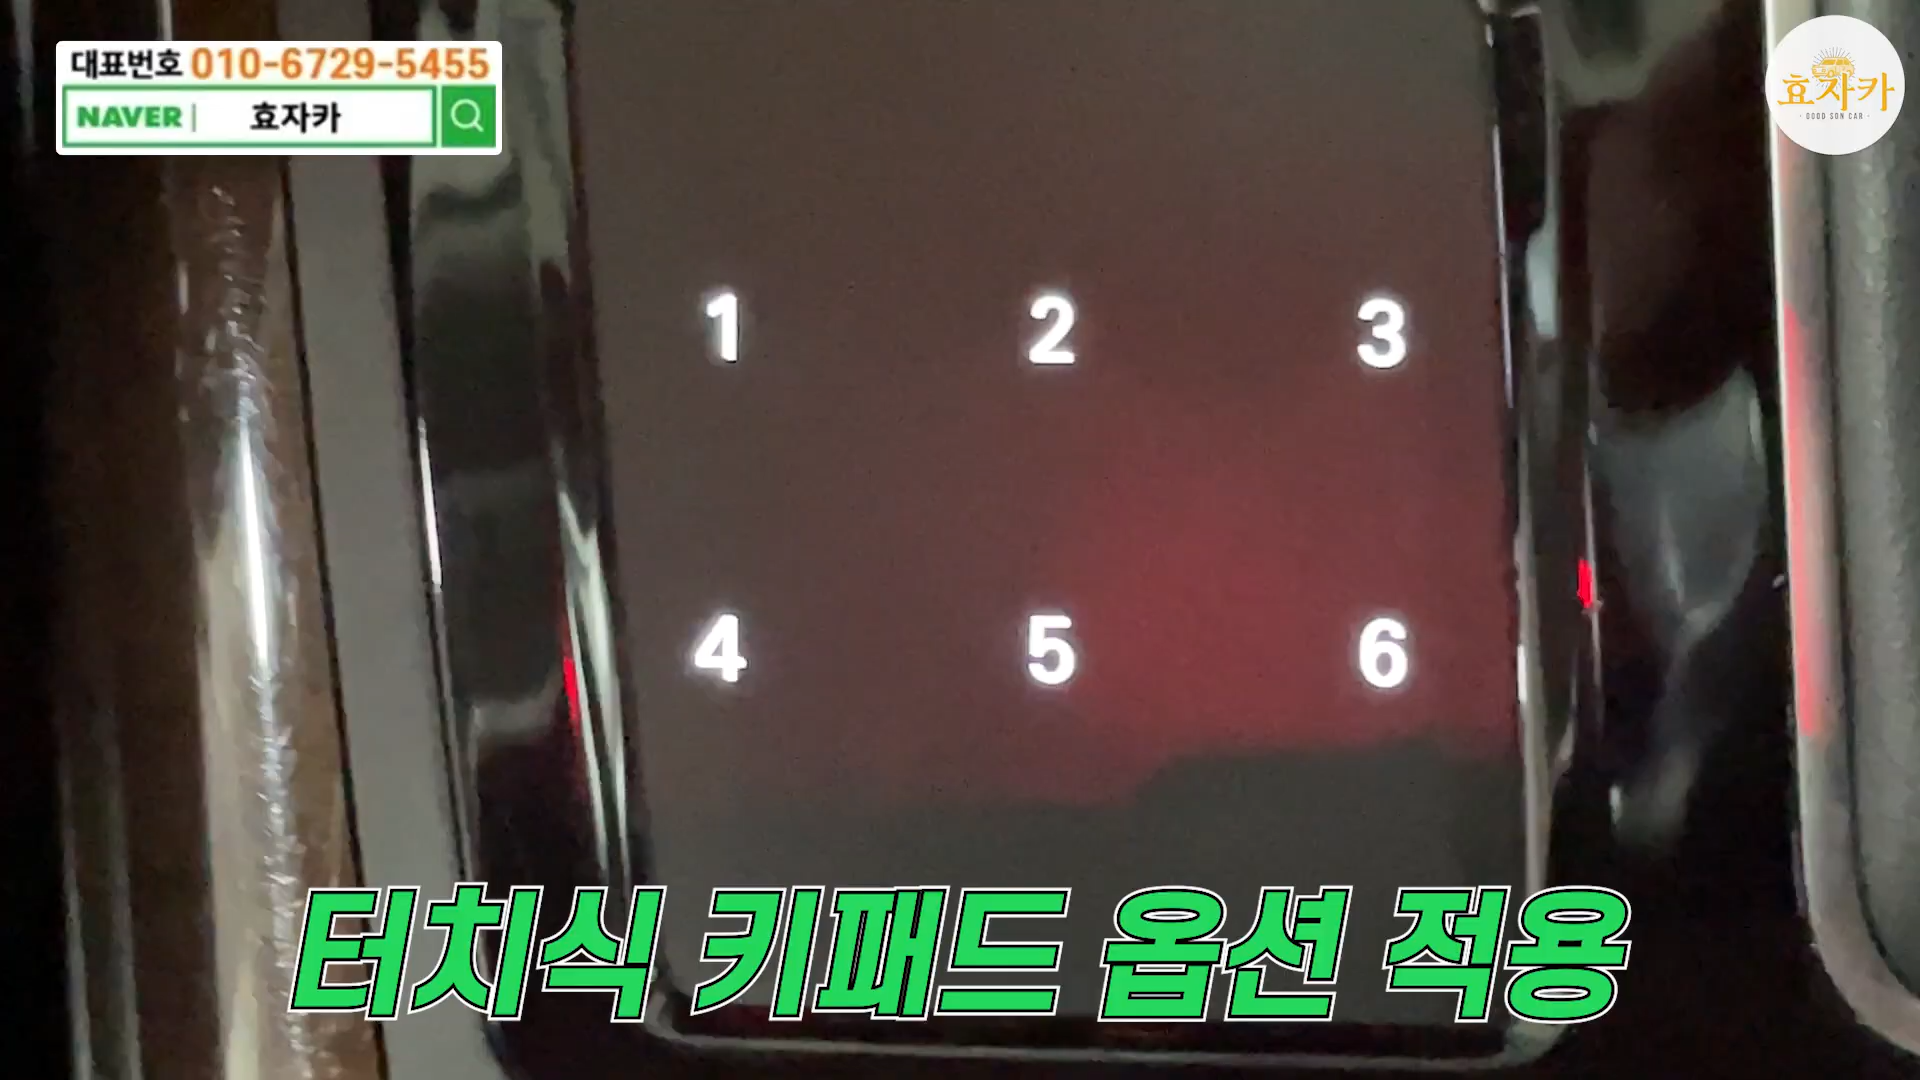 대표번호 010-6729-5455
NAVER 효자카
효자카
· GOOD SON CAR ·
1 2 3
4 5 6
터치식 키패드 옵션 적용